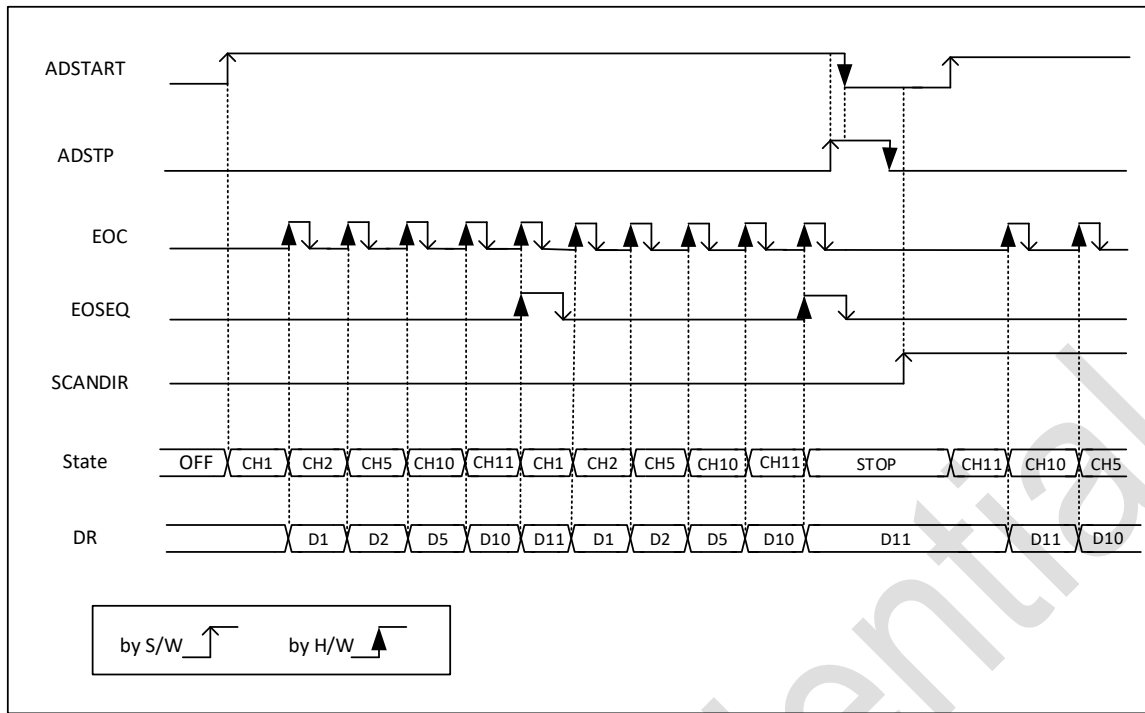 ADSTART
ADSTP
EOC
EOSEQ
SCANDIR
State OFF CH1 CH2 CH5 CH10 CH11 CH1 CH2 CH5 CH10 CH11 STOP CH11 CH10 CH5
DR D1 D2 D5 D10 D11 D1 D2 D5 D10 D11 D11 D10
by S/W by H/W
dential